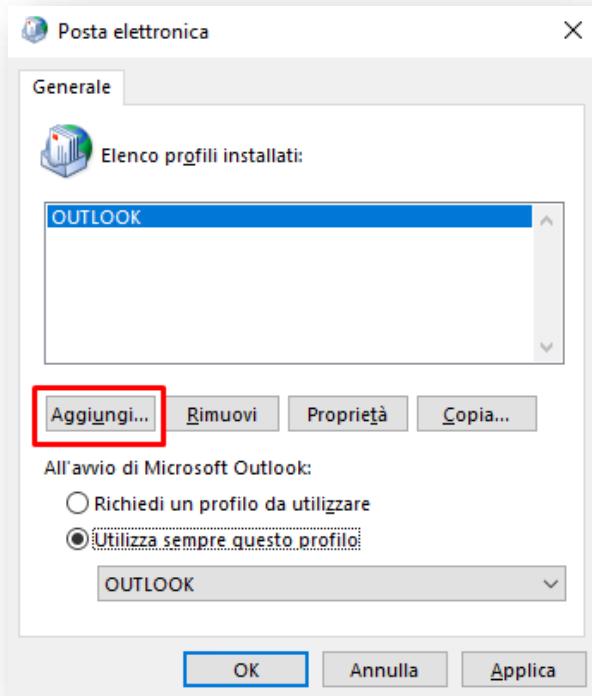 Posta elettronica
Generale
Elenco profili installati:
OUTLOOK
Aggiungi... Rimuovi Proprietà Copia...
All'avvio di Microsoft Outlook:
Richiedi un profilo da utilizzare
Utilizza sempre questo profilo
OUTLOOK
OK Annulla Applica